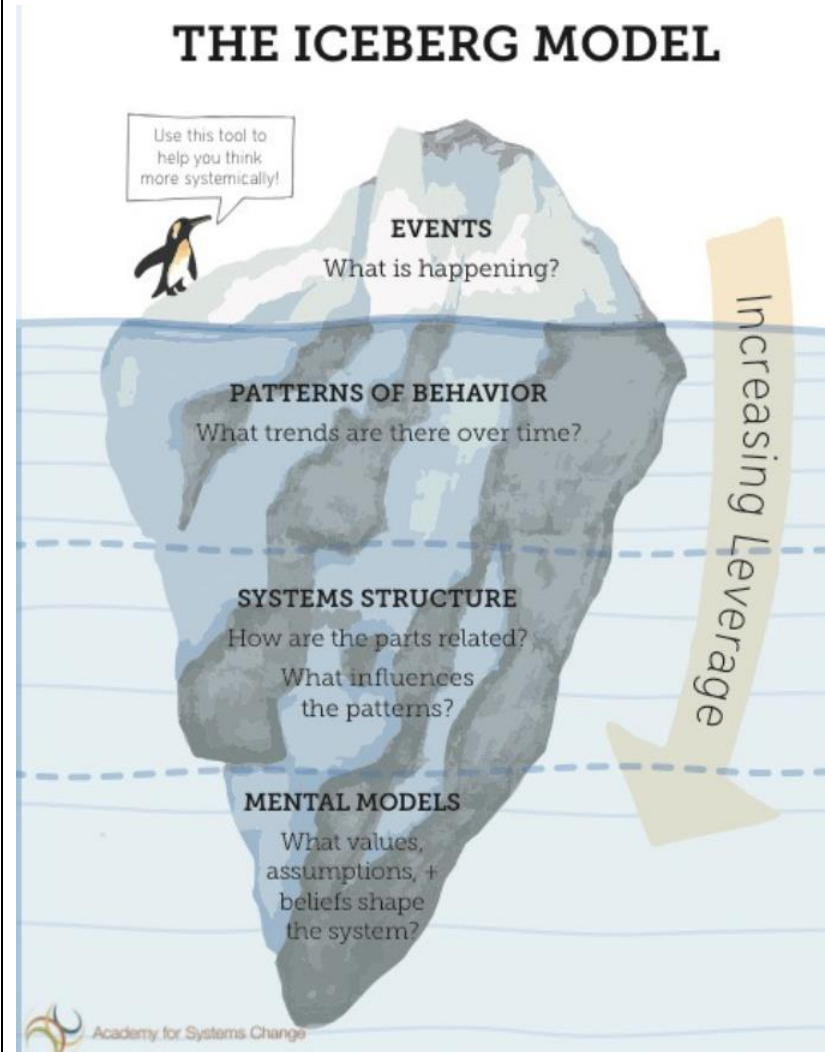 THE ICEBERG MODEL
Use this tool to
help you think
more systemically!
EVENTS
What is happening?
PATTERNS OF BEHAVIOR
What trends are there over time?
SYSTEMS STRUCTURE
How are the parts related?
What influences
the patterns?
MENTAL MODELS
What values,
assumptions, +
beliefs shape
the system?
Increasing Leverage
Academy for Systems Change